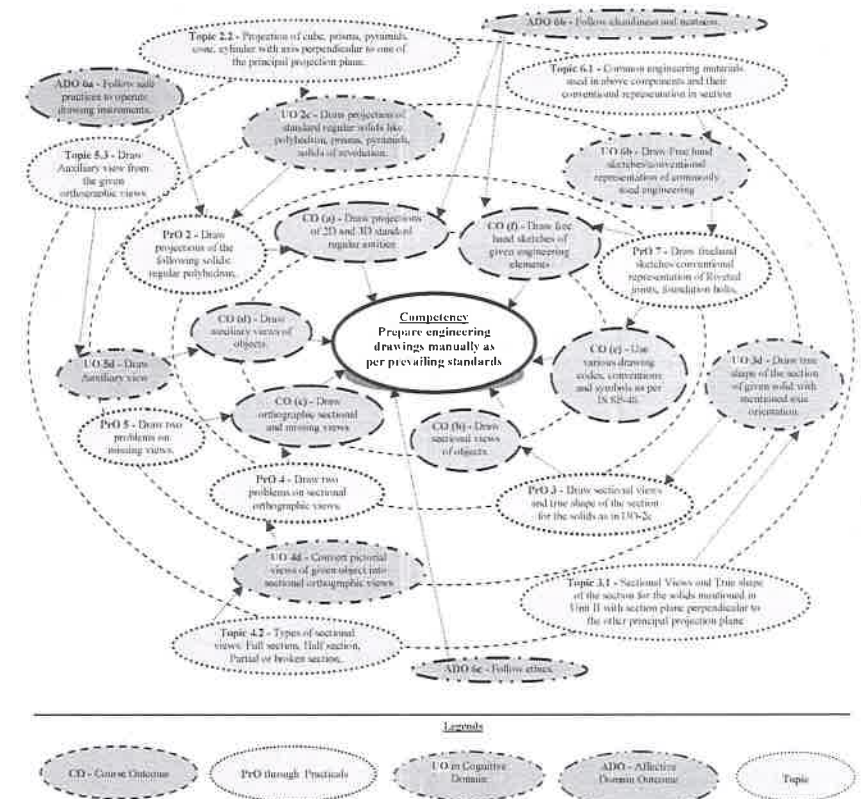 ADO 6b - Follow cleanliness and neatness.
Topic 2.2 - Projection of cube, prisms, pyramids,
cone, cylinder with axis perpendicular to one of
the principal projection plane.
Topic 6.1 - Common engineering materials
used in above components and their
conventional representation in section
ADO 6a - Follow safe
practices to operate
drawing instruments.
UO 2c - Draw projection of
standard regular solids like
polyhedron, prisms, pyramids,
solids of revolution.
UO 6b - Draw Free hand
sketches/conventional
representation of commonly
used engineering
Topic 5.3 - Draw
Auxiliary view from
the given
orthographic views
PrO 2 - Draw
projections of the
following solids:
regular polyhedron,
CO (a) - Draw projections
of 2D and 3D standard
regular entities
CO (f) - Draw free
hand sketches of
given engineering
elements
PrO 7 - Draw freehand
sketches/conventional
representation of Riveted
joints, foundation bolts,
Competency
Prepare engineering
drawings manually as
per prevailing standards
CO (d) - Draw
auxiliary views of
objects.
CO (e) - Use
various drawing
codes, conventions
and symbols as per
IS SP-46.
UO 3d - Draw true
shape of the section
of given solid with
mentioned axis
orientation.
UO 5d - Draw
Auxiliary view
CO (c) - Draw
orthographic sectional
and missing views
CO (b) - Draw
sectional views
of objects.
PrO 5 - Draw two
problems on
missing views.
PrO 4 - Draw two
problems on sectional
orthographic views.
PrO 3 - Draw sectional views
and true shape of the section
for the solids as in UO-2c
UO 4d - Convert pictorial
views of given object into
sectional orthographic views
Topic 3.1 - Sectional Views and True shape
of the section for the solids mentioned in
Unit II with section plane perpendicular to
the other principal projection plane
Topic 4.2 - Types of sectional
views: Full section, Half section,
Partial or broken section,
ADO 6c - Follow ethics.
Legends
CO - Course Outcome
PrO through Practicals
UO in Cognitive
Domain
ADO - Affective
Domain Outcome
Topic